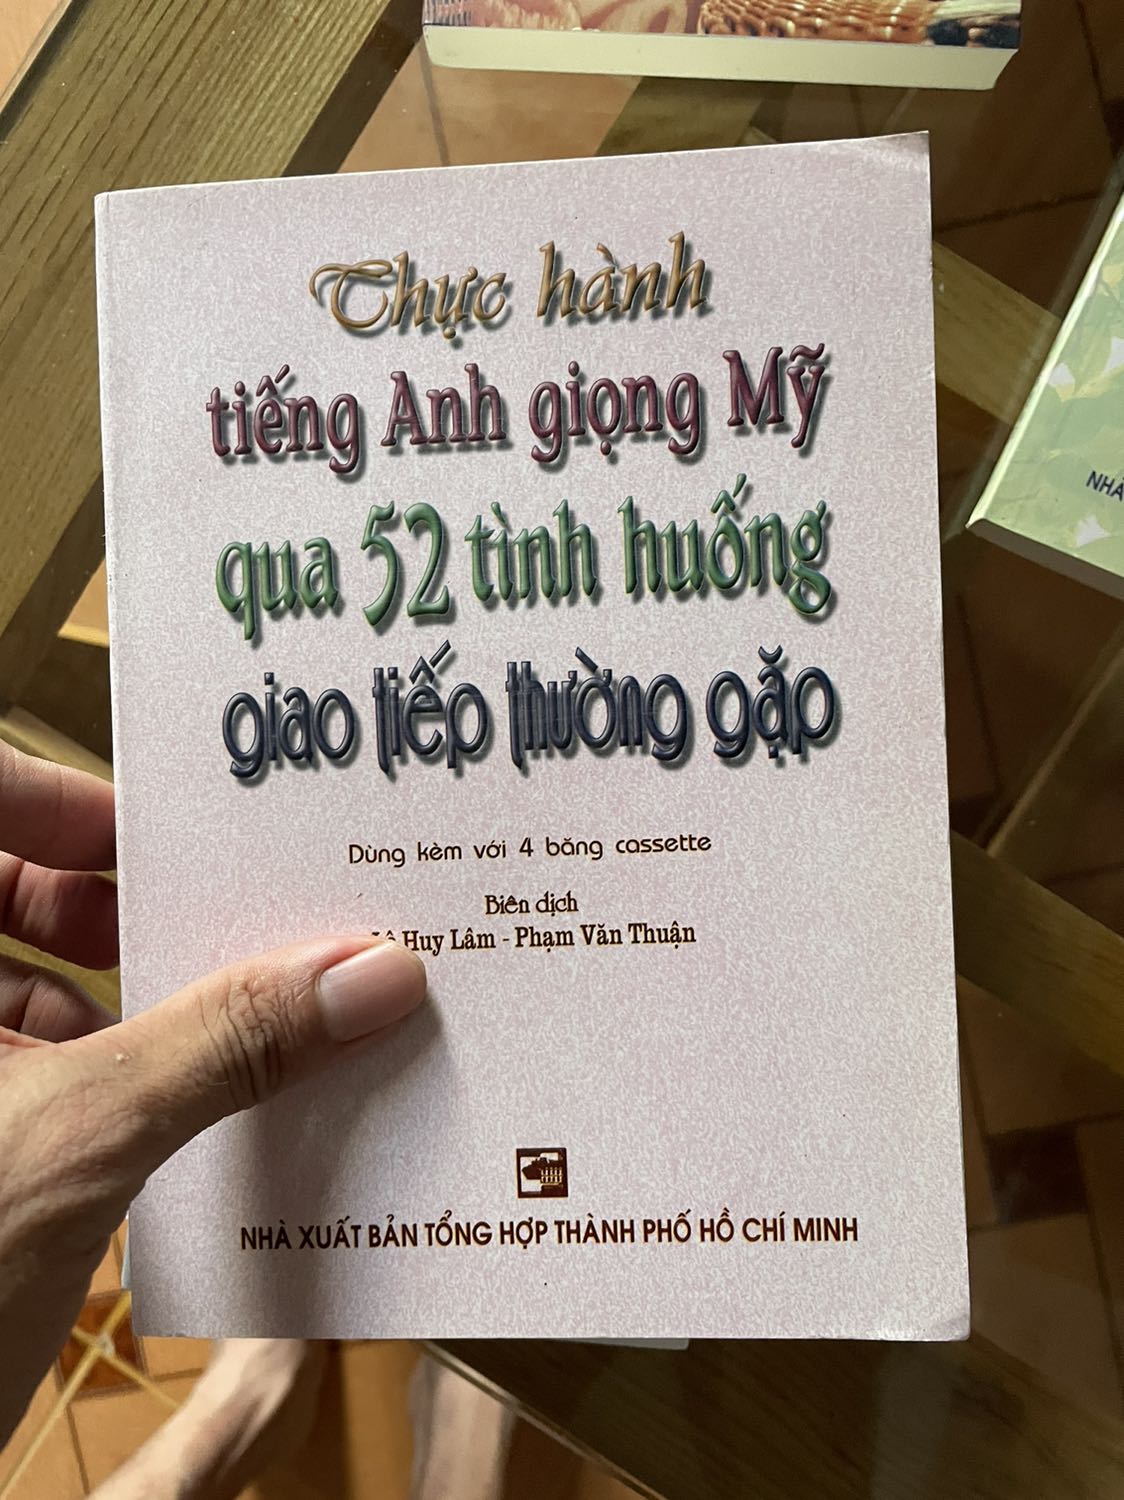 Thực hành
tiếng Anh giọng Mỹ
qua 52 tình huống
giao tiếp thường gặp
Dùng kèm với 4 băng cassette
Biên dịch
Huy Lâm - Phạm Văn Thuận
NHÀ XUẤT BẢN TỔNG HỢP THÀNH PHỐ HỒ CHÍ MINH